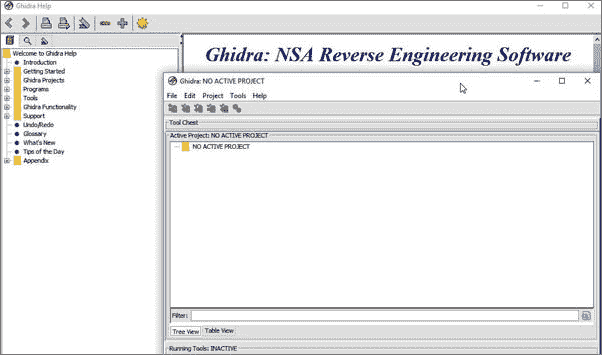 Ghidra Help
Welcome to Ghidra Help
Introduction
Getting Started
Ghidra Projects
Programs
Tools
Ghidra Functionality
Support
Undo/Redo
Glossary
What's New
Tips of the Day
Appendix
Ghidra: NSA Reverse Engineering Software
Ghidra: NO ACTIVE PROJECT
File Edit Project Tools Help
Tool Chest
Active Project: NO ACTIVE PROJECT
NO ACTIVE PROJECT
Filter:
Tree View Table View
Running Tools: INACTIVE